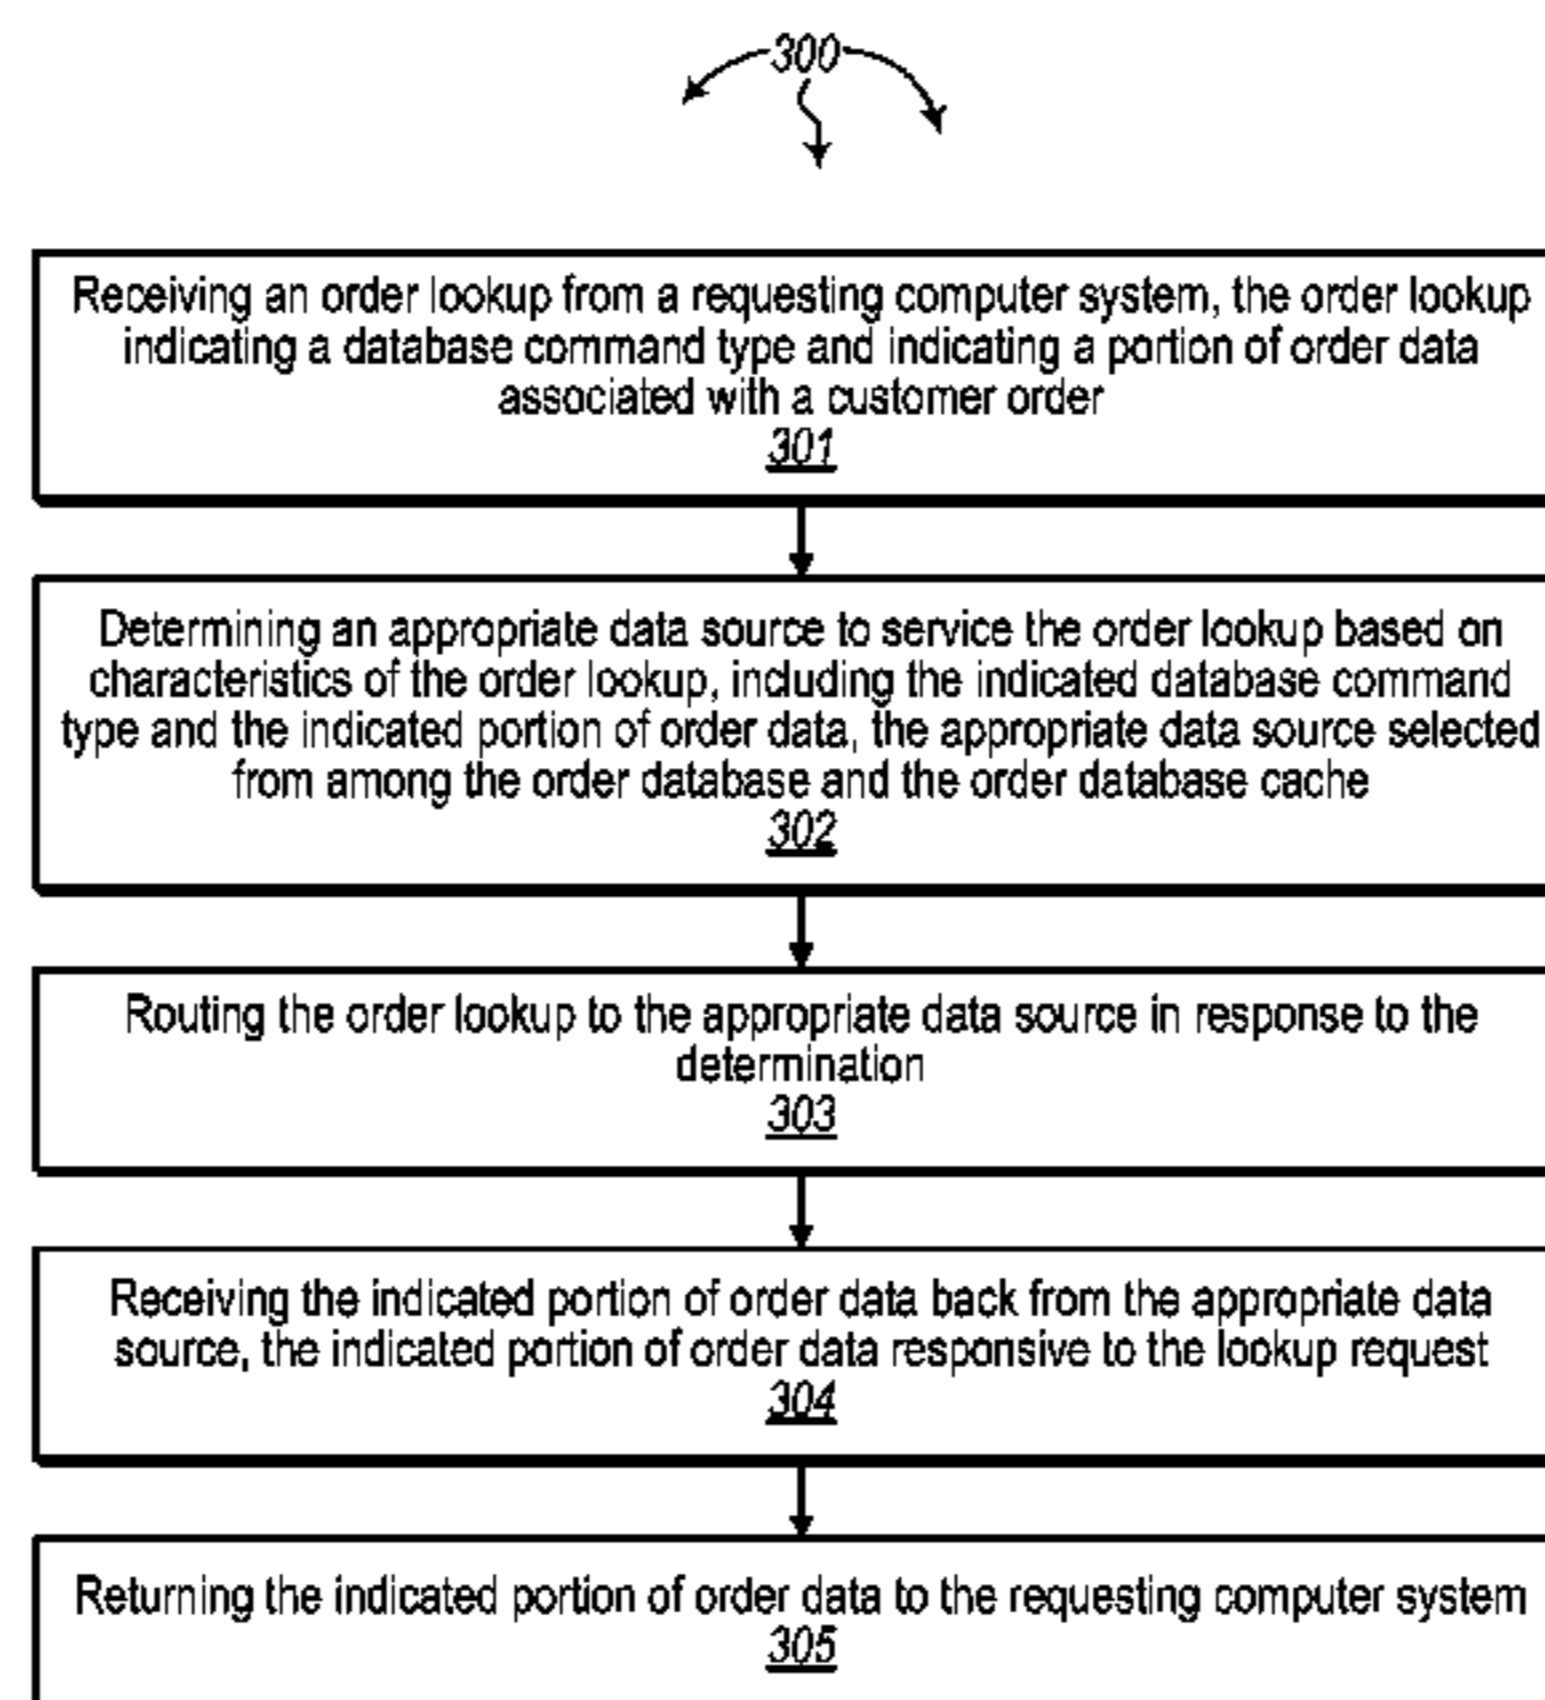 300
Receiving an order lookup from a requesting computer system, the order lookup
indicating a database command type and indicating a portion of order data
associated with a customer order
301
Determining an appropriate data source to service the order lookup based on
characteristics of the order lookup, including the indicated database command
type and the indicated portion of order data, the appropriate data source selected
from among the order database and the order database cache
302
Routing the order lookup to the appropriate data source in response to the
determination
303
Receiving the indicated portion of order data back from the appropriate data
source, the indicated portion of order data responsive to the lookup request
304
Returning the indicated portion of order data to the requesting computer system
305